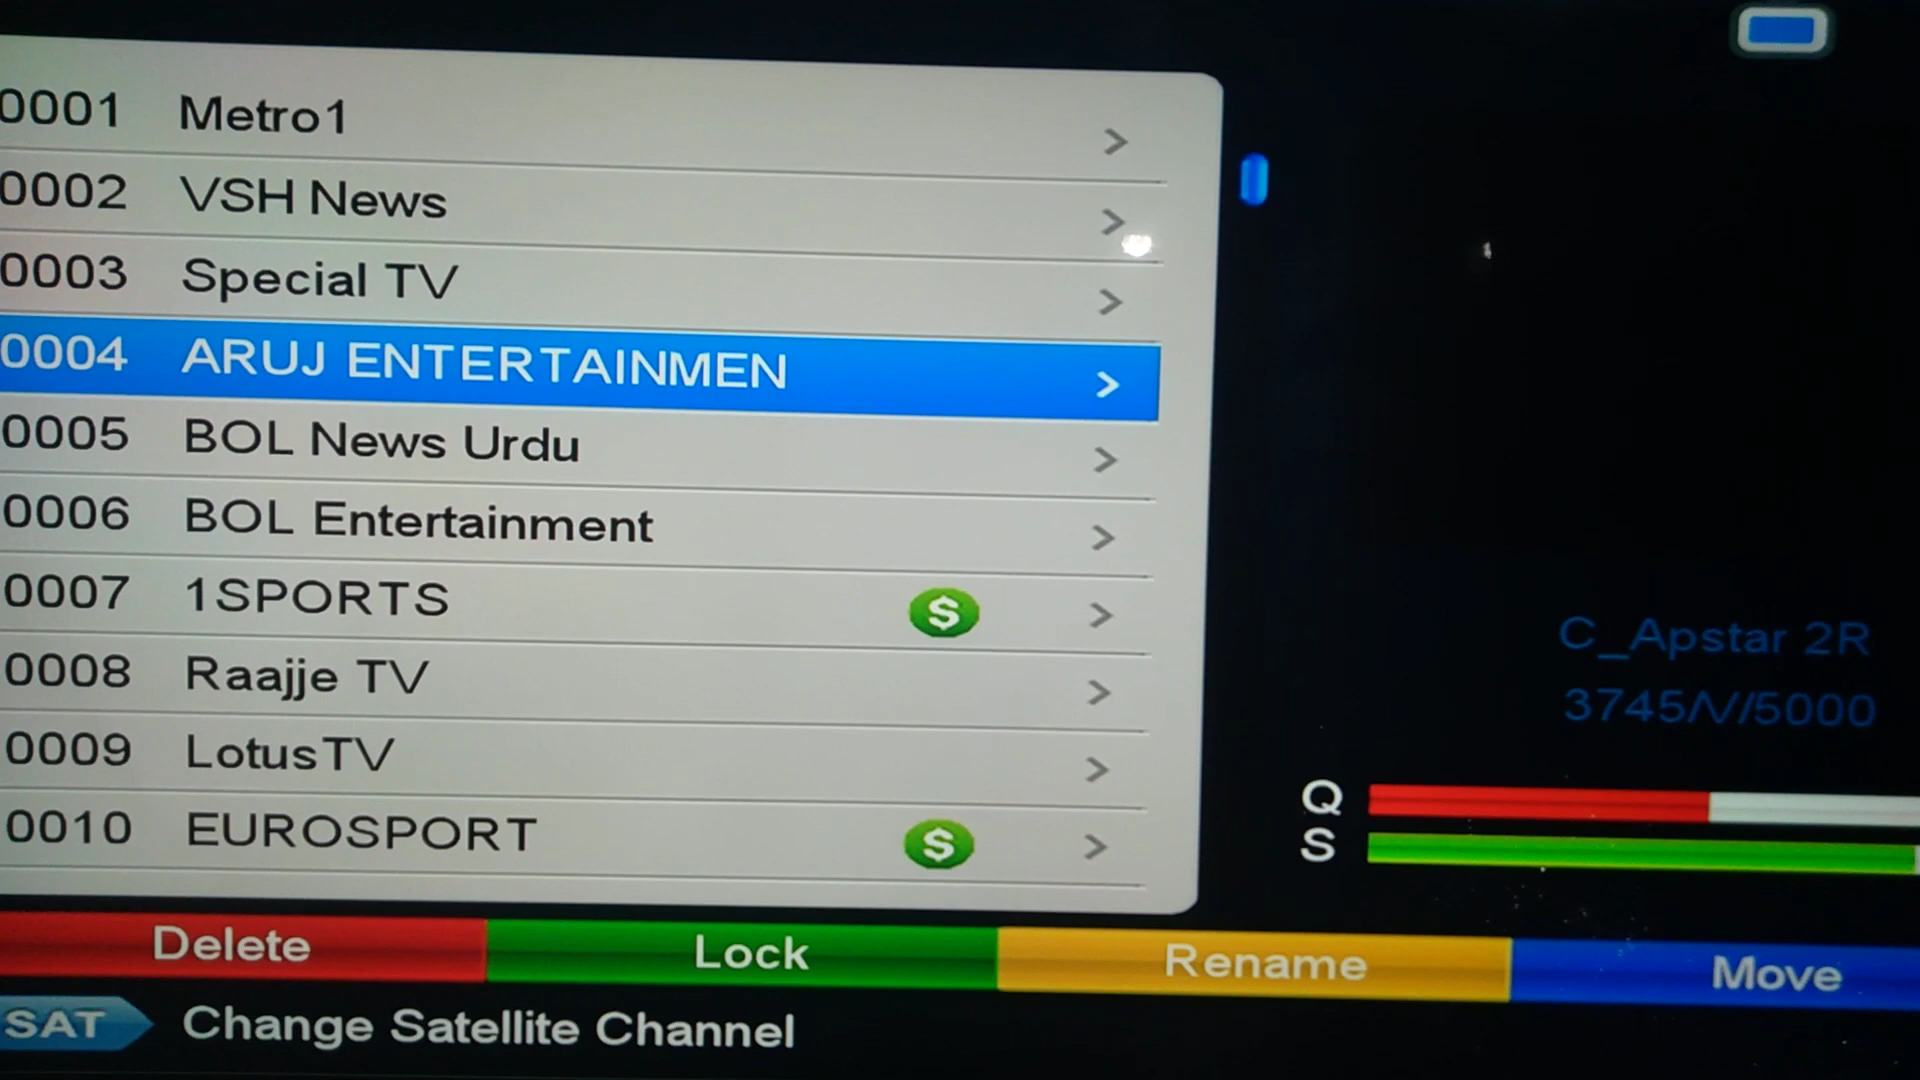 0001 Metro1
0002 VSH News
0003 Special TV
0004 ARUJ ENTERTAINMEN
0005 BOL News Urdu
0006 BOL Entertainment
0007 1SPORTS $
0008 Raajje TV
0009 LotusTV
0010 EUROSPORT $
C_Apstar 2R
3745/V/5000
Q
S
Delete Lock Rename Move
SAT Change Satellite Channel